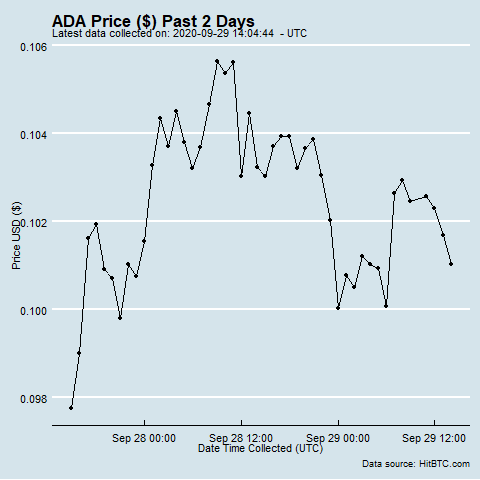 ADA Price ($) Past 2 Days
Latest data collected on: 2020-09-29 14:04:44  - UTC
0.106
0.104
0.102
0.100
0.098
Price USD ($)
Sep 28 00:00
Sep 28 12:00
Sep 29 00:00
Sep 29 12:00
Date Time Collected (UTC)
Data source: HitBTC.com